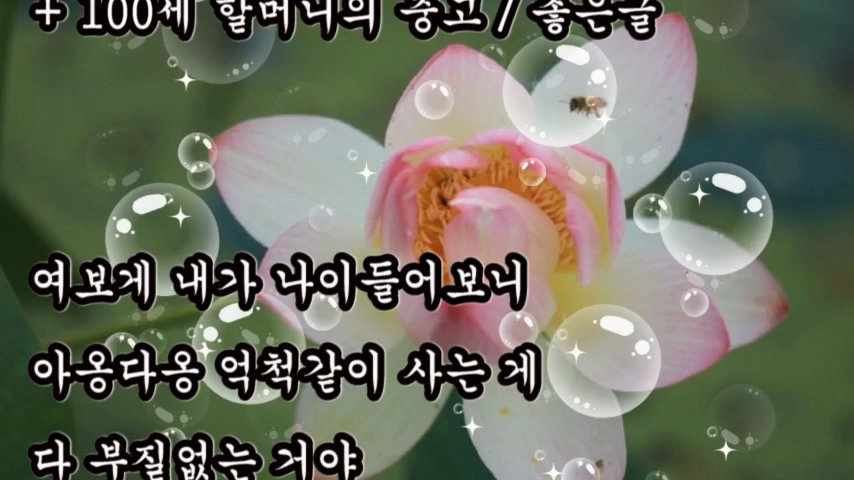 + 100세 할머니의 충고 / 좋은글
여보게 내가 나이들어보니
아웅다웅 억척같이 사는 게
다 부질없는 거야